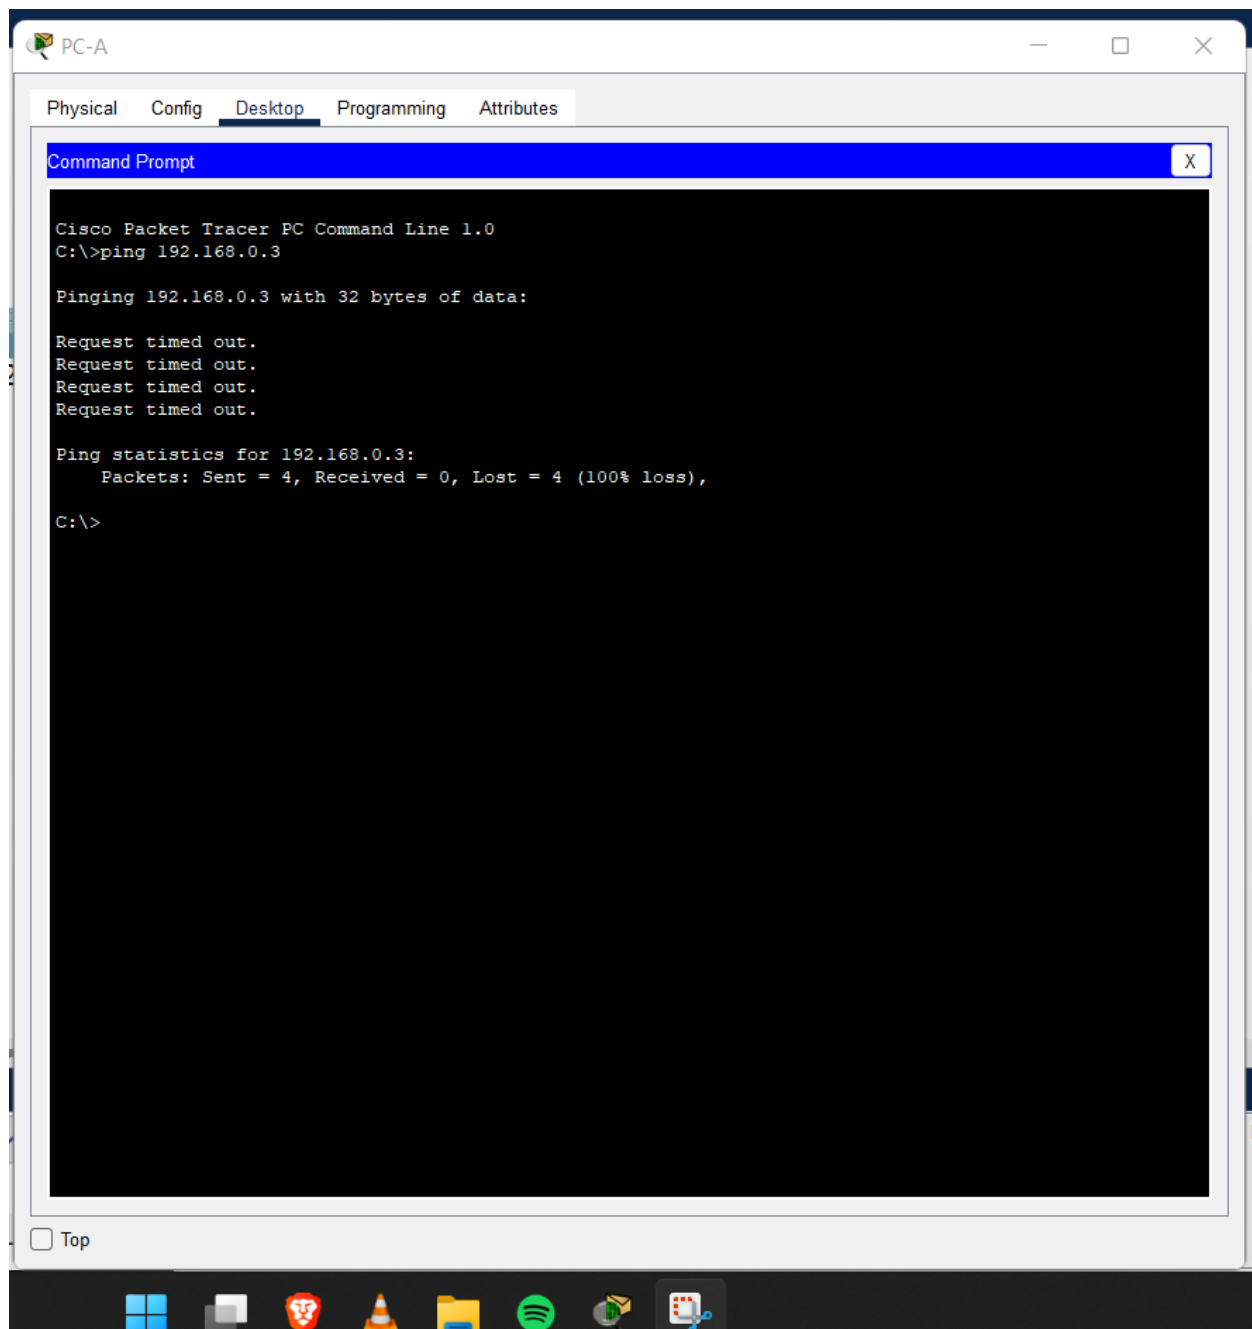 PC-A
Physical Config Desktop Programming Attributes
Command Prompt
X
Cisco Packet Tracer PC Command Line 1.0
C:\>ping 192.168.0.3
Pinging 192.168.0.3 with 32 bytes of data:
Request timed out.
Request timed out.
Request timed out.
Request timed out.
Ping statistics for 192.168.0.3:
Packets: Sent = 4, Received = 0, Lost = 4 (100% loss),
C:\>
Top